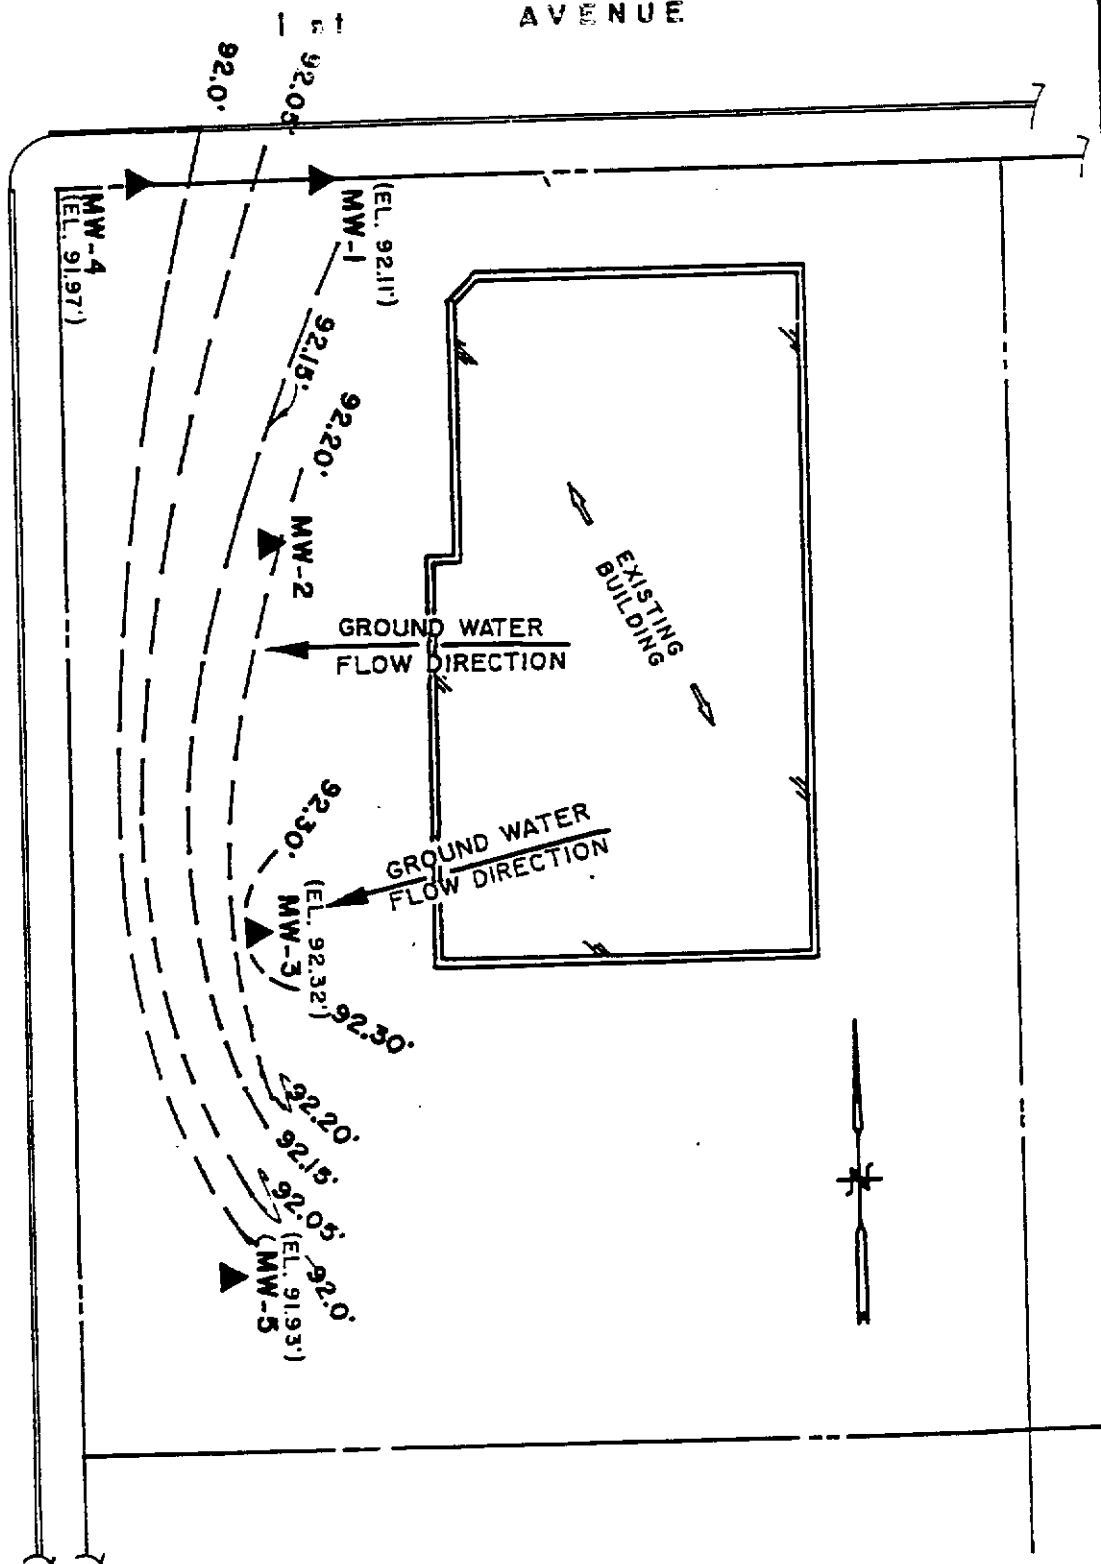 1st AVENUE
92.0'
92.05'
MW-4
(EL. 91.97')
MW-1
(EL. 92.11')
92.15'
92.20'
MW-2
GROUND WATER
FLOW DIRECTION
EXISTING
BUILDING
92.30'
GROUND WATER
FLOW DIRECTION
MW-3
(EL. 92.32')
92.30'
92.20'
92.15'
92.05'
92.0'
MW-5
(EL. 91.93')
N